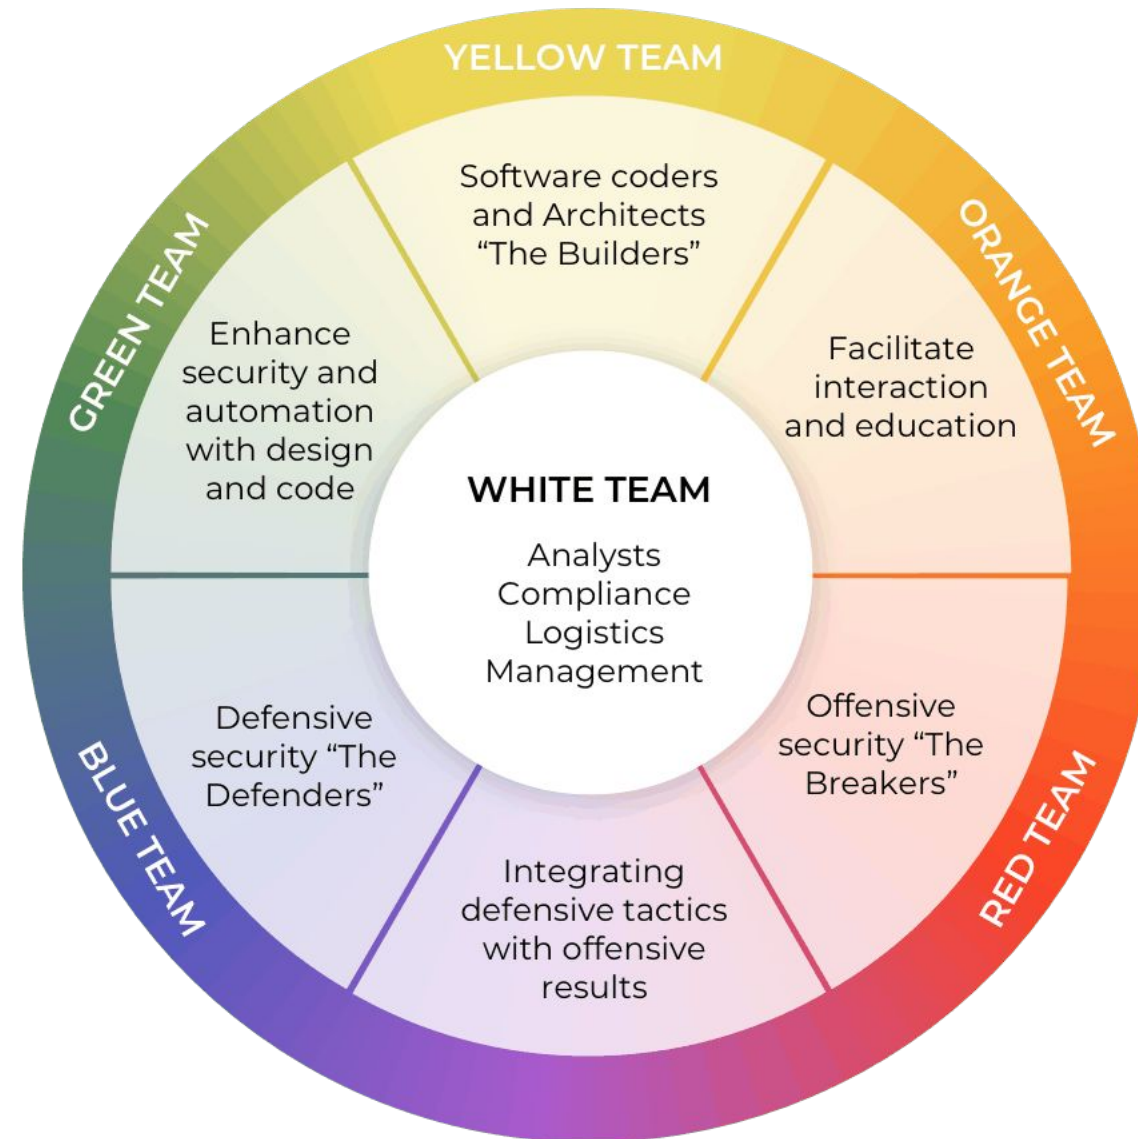 YELLOW TEAM
Software coders
and Architects
“The Builders”
ORANGE TEAM
Facilitate
interaction
and education
RED TEAM
Offensive
security “The
Breakers”
Integrating
defensive tactics
with offensive
results
BLUE TEAM
Defensive
security “The
Defenders”
GREEN TEAM
Enhance
security and
automation
with design
and code
WHITE TEAM
Analysts
Compliance
Logistics
Management